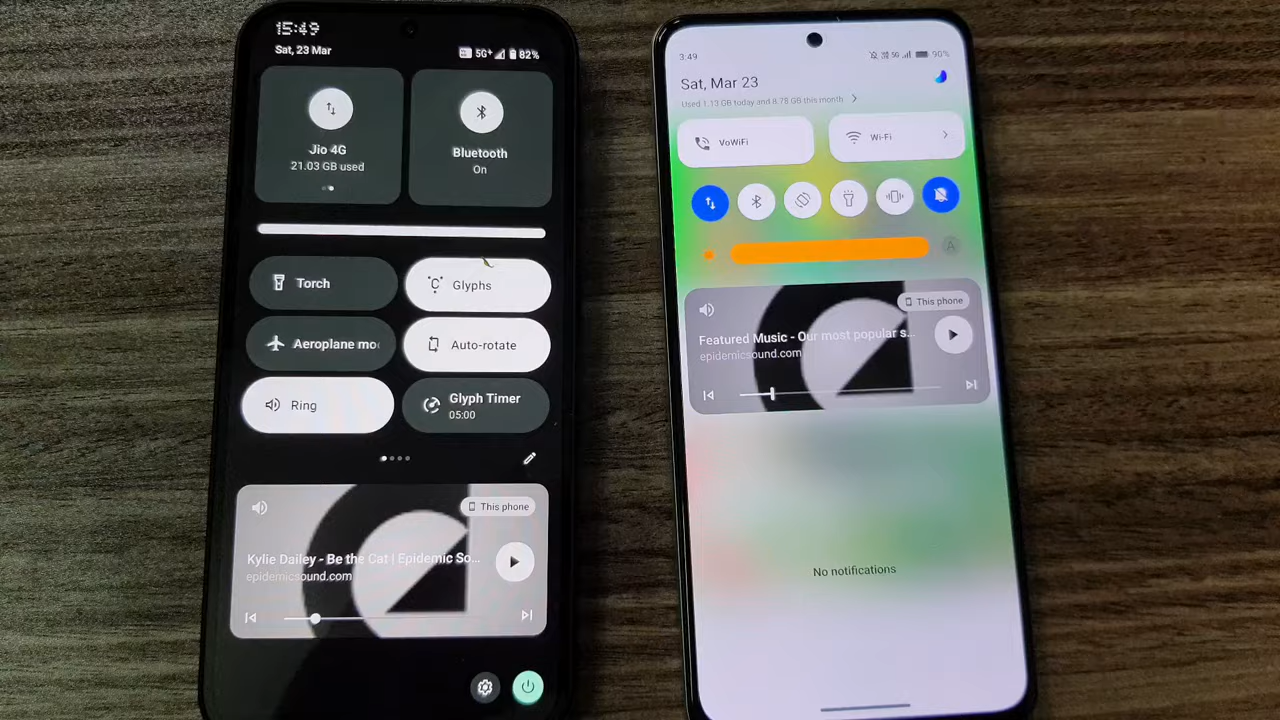 15:49
Sat, 23 Mar
5G+ 82%
Jio 4G
21.03 GB used
Bluetooth
On
Torch
Glyphs
Aeroplane mo
Auto-rotate
Ring
Glyph Timer
05:00
This phone
Kylie Dailey - Be the Cat | Epidemic So...
epidemicsound.com
3:49
5G 90%
Sat, Mar 23
Used 1.13 GB today and 8.78 GB this month
VoWiFi
Wi-Fi
A
This phone
Featured Music - Our most popular s...
epidemicsound.com
No notifications